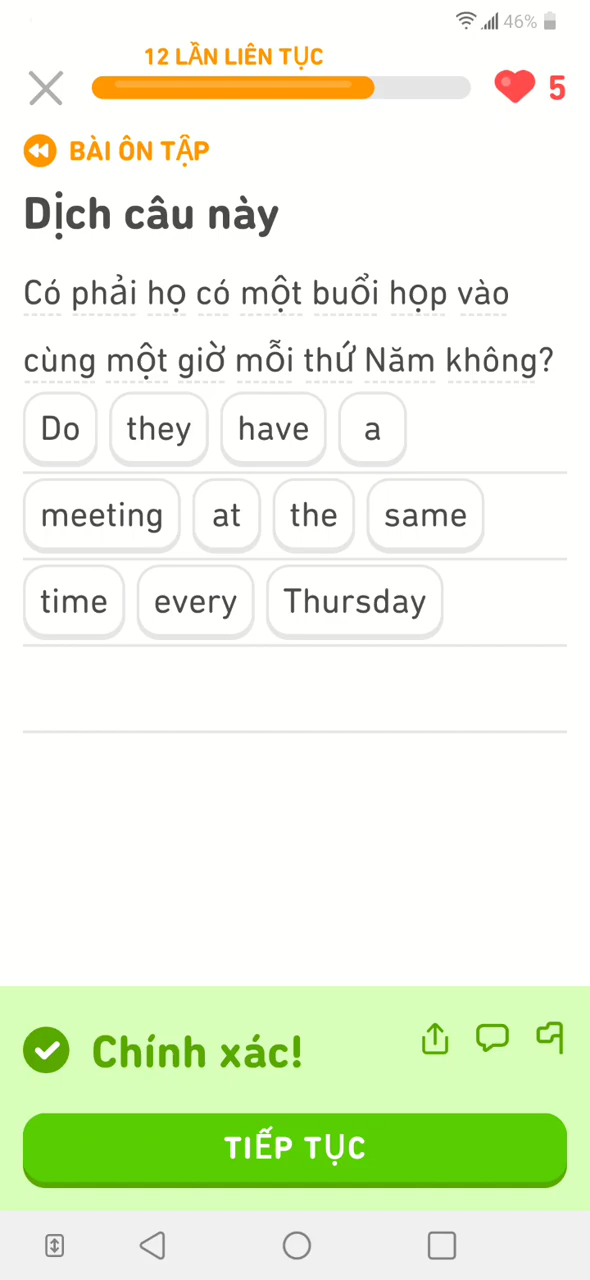 46%
12 LẦN LIÊN TỤC
5
BÀI ÔN TẬP
Dịch câu này
Có phải họ có một buổi họp vào
cùng một giờ mỗi thứ Năm không?
Do they have a
meeting at the same
time every Thursday
Chính xác!
TIẾP TỤC